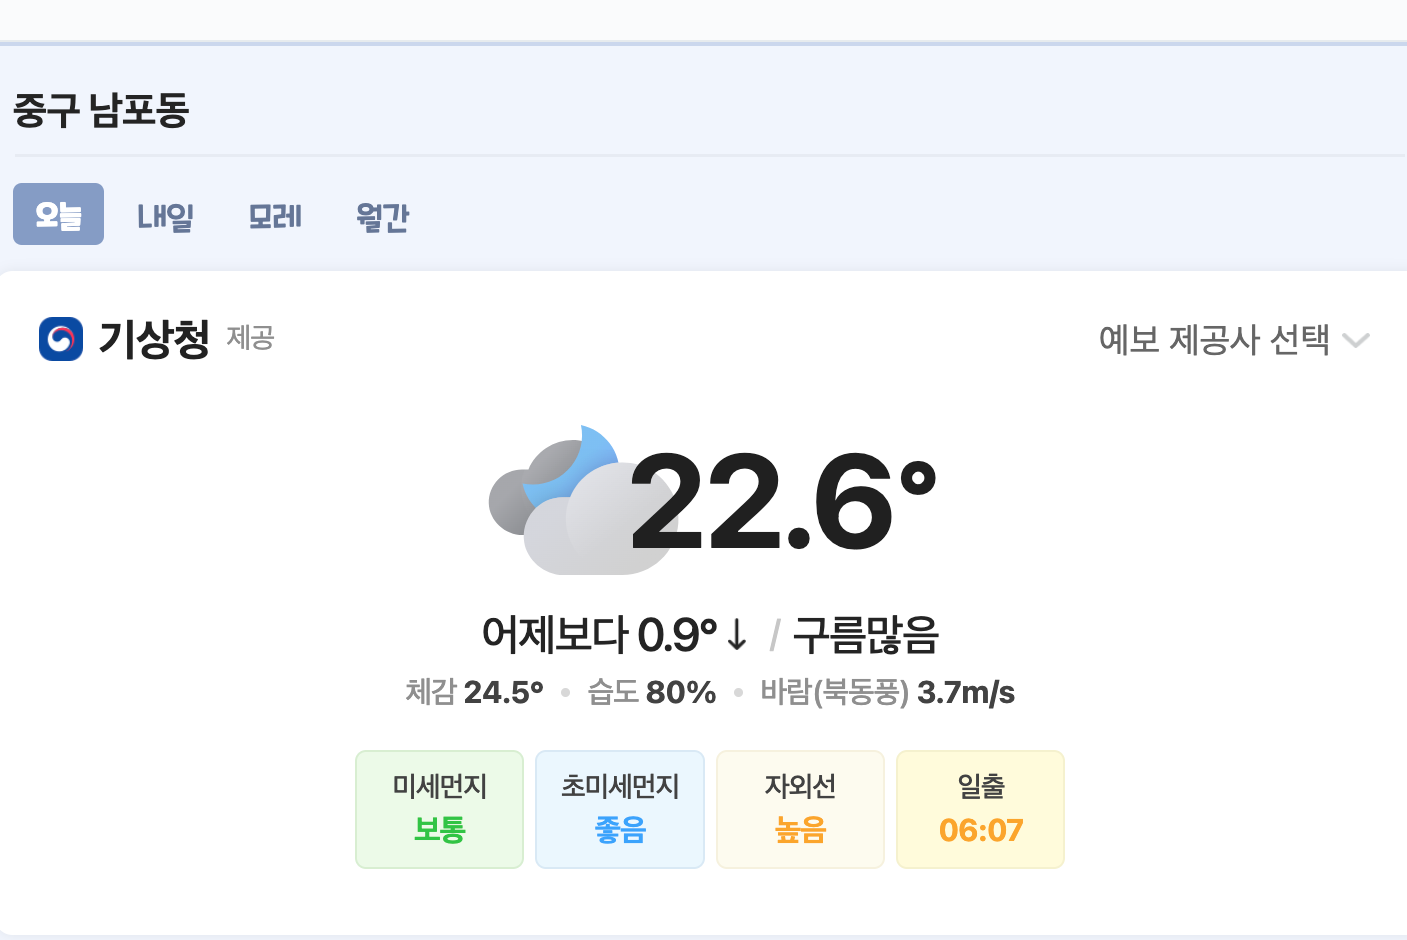 중구 남포동
오늘 내일 모레 월간
기상청 제공 예보 제공사 선택
22.6°
어제보다 0.9° ↓ / 구름많음
체감 24.5° • 습도 80% • 바람(북동풍) 3.7m/s
미세먼지 초미세먼지 자외선 일출
보통 좋음 높음 06:07